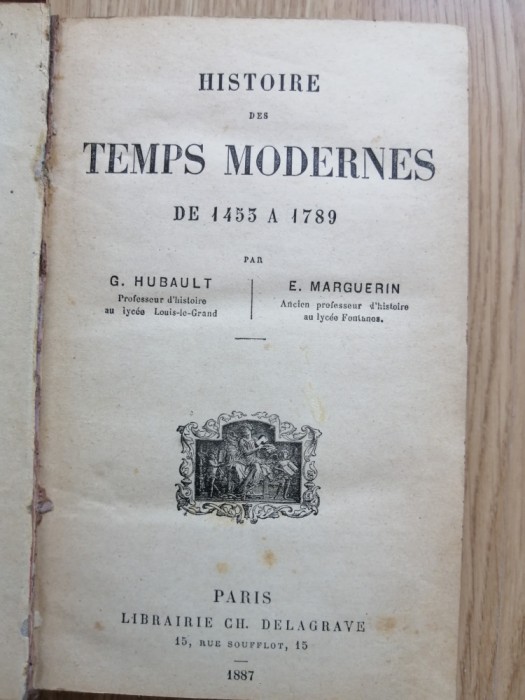 HISTOIRE
DES
TEMPS MODERNES
DE 1453 A 1789
PAR
G. HUBAULT
Professeur d'histoire
au lycée Louis-le-Grand
E. MARGUERIN
Ancien professeur d'histoire
au lycée Fontanes.
PARIS
LIBRAIRIE CH. DELAGRAVE
15, RUE SOUFFLOT, 15
1887